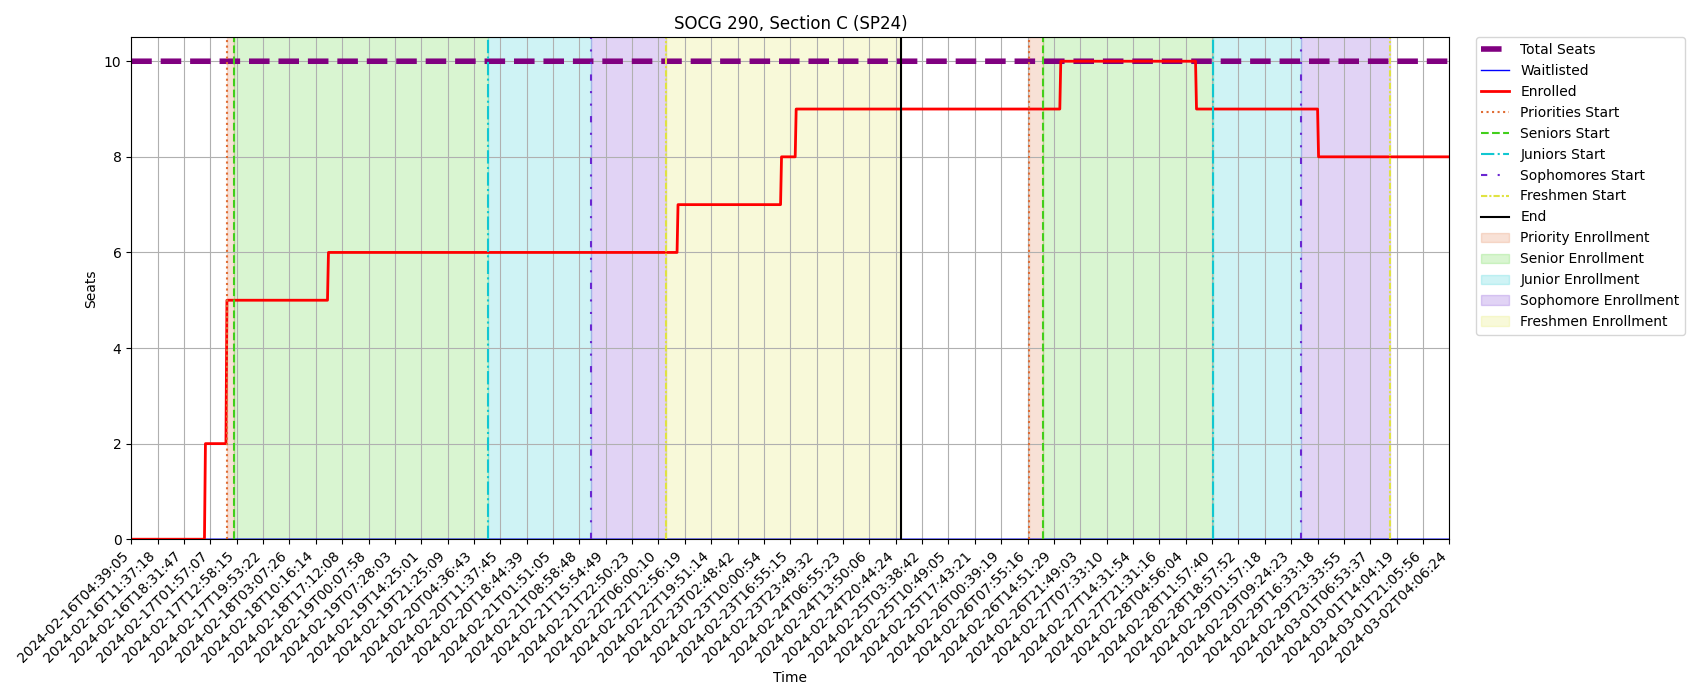 SOCG 290, Section C (SP24)
Seats
10
8
6
4
2
0
2024-02-16T04:39:05
2024-02-16T11:37:18
2024-02-16T18:31:47
2024-02-17T01:57:07
2024-02-17T12:58:15
2024-02-17T19:53:22
2024-02-18T03:07:26
2024-02-18T10:16:14
2024-02-18T17:12:08
2024-02-19T00:07:58
2024-02-19T07:28:03
2024-02-19T14:25:01
2024-02-19T21:25:09
2024-02-20T04:36:43
2024-02-20T11:37:45
2024-02-20T18:44:39
2024-02-21T01:51:05
2024-02-21T08:58:48
2024-02-21T15:54:49
2024-02-21T22:50:23
2024-02-22T06:00:10
2024-02-22T12:56:19
2024-02-22T19:51:14
2024-02-23T02:48:42
2024-02-23T10:00:54
2024-02-23T16:55:15
2024-02-23T23:49:32
2024-02-24T06:55:23
2024-02-24T13:50:06
2024-02-24T20:44:24
2024-02-25T03:38:42
2024-02-25T10:49:05
2024-02-25T17:43:21
2024-02-26T00:39:19
2024-02-26T07:55:16
2024-02-26T14:51:29
2024-02-26T21:49:03
2024-02-27T07:33:10
2024-02-27T14:31:54
2024-02-27T21:31:16
2024-02-28T04:56:04
2024-02-28T11:57:40
2024-02-28T18:57:52
2024-02-29T01:57:18
2024-02-29T09:24:23
2024-02-29T16:33:18
2024-02-29T23:33:55
2024-03-01T06:53:37
2024-03-01T14:04:19
2024-03-01T21:05:56
2024-03-02T04:06:24
Time
Total Seats
Waitlisted
Enrolled
Priorities Start
Seniors Start
Juniors Start
Sophomores Start
Freshmen Start
End
Priority Enrollment
Senior Enrollment
Junior Enrollment
Sophomore Enrollment
Freshmen Enrollment